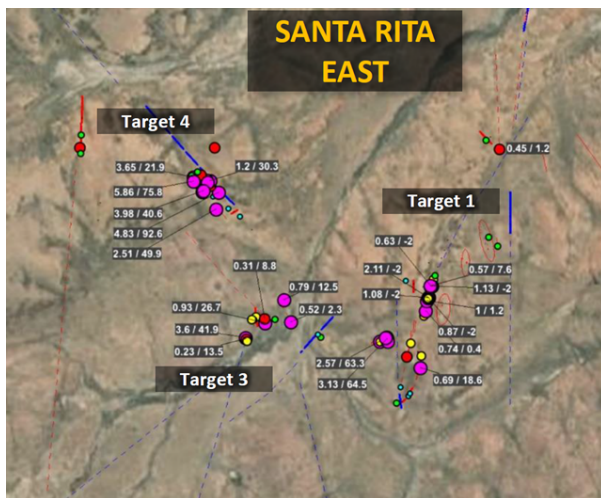 SANTA RITA
EAST
Target 4
0.45 / 1.2
3.65 / 21.9
1.2 / 30.3
5.86 / 75.8
3.98 / 40.6
4.83 / 92.6
2.51 / 49.9
Target 1
0.63 / -2
2.11 / -2
0.57 / 7.6
1.13 / -2
1.08 / -2
1 / 1.2
0.87 / -2
0.74 / 0.4
0.31 / 8.8
0.79 / 12.5
0.93 / 26.7
0.52 / 2.3
3.6 / 41.9
0.23 / 13.5
2.57 / 63.3
3.13 / 64.5
0.69 / 18.6
Target 3